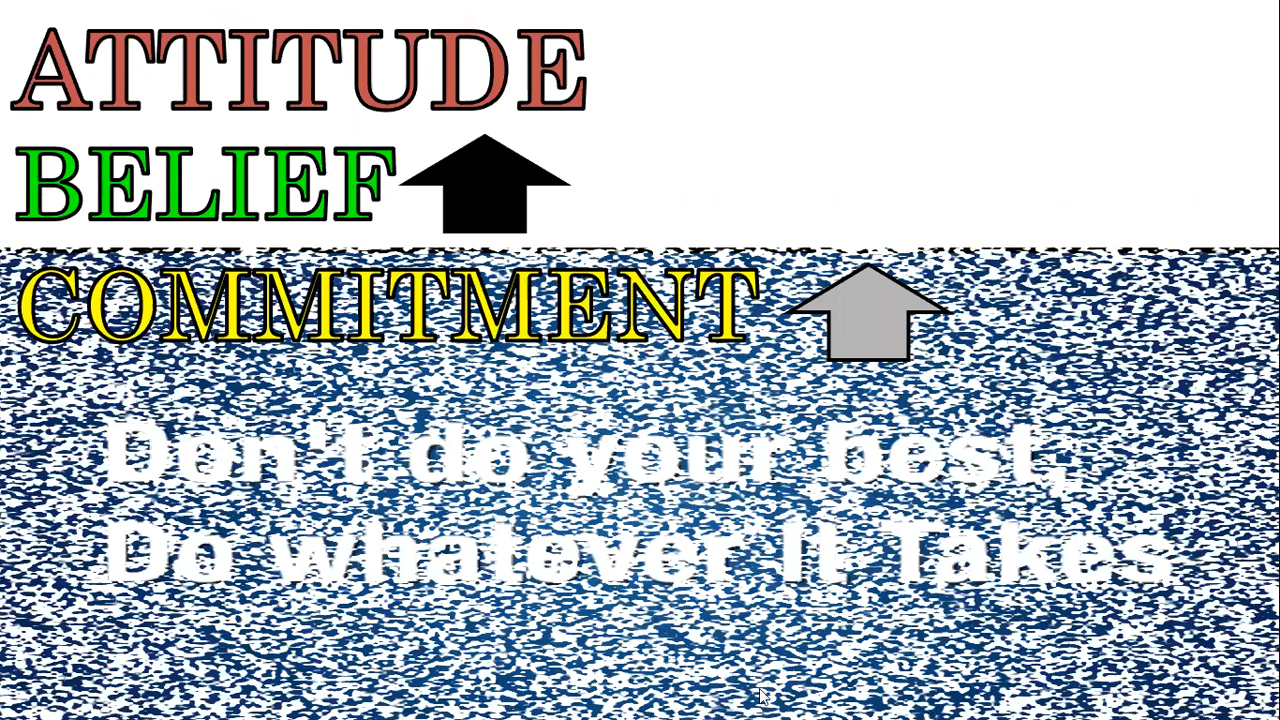 ATTITUDE
BELIEF
COMMITMENT
Don't do your best,
Do whatever It Takes